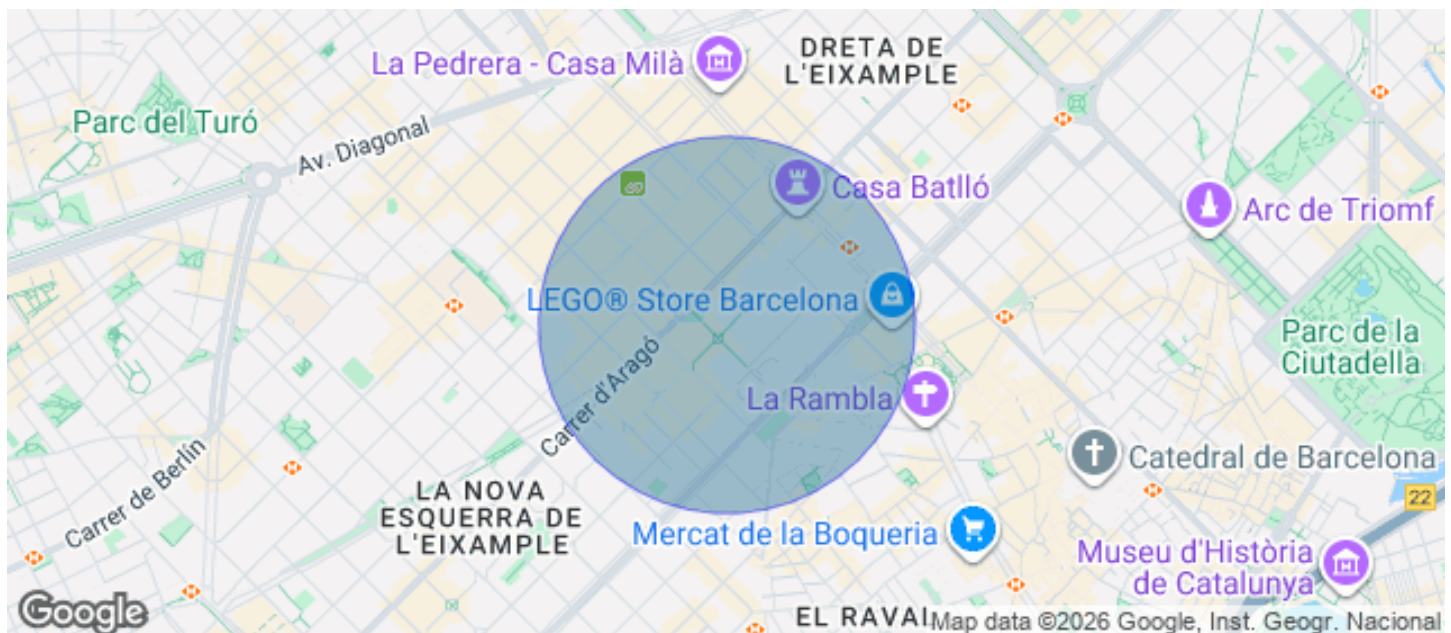 La Pedrera - Casa Milà
DRETA DE
L'EIXAMPLE
Parc del Turó
Av. Diagonal
Casa Batlló
Arc de Triomf
LEGO® Store Barcelona
Parc de la
Ciutadella
Carrer d'Aragó
La Rambla
Catedral de Barcelona
Carrer de Berlín
LA NOVA
ESQUERRA DE
L'EIXAMPLE
22
Mercat de la Boqueria
Museu d'Història
de Catalunya
Google
EL RAVAL
Map data ©2026 Google, Inst. Geogr. Nacional